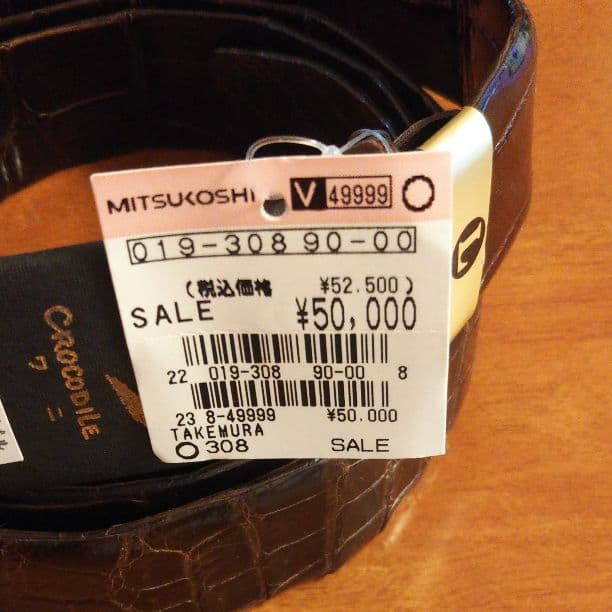 MITSUKOSHI V 49999
019-308 90-00
(税込価格 ¥52.500)
SALE ¥50,000
22 019-308 90-00 8
23 8-49999 ¥50.000
TAKEMURA
308 SALE
CROCODILE
ワニ